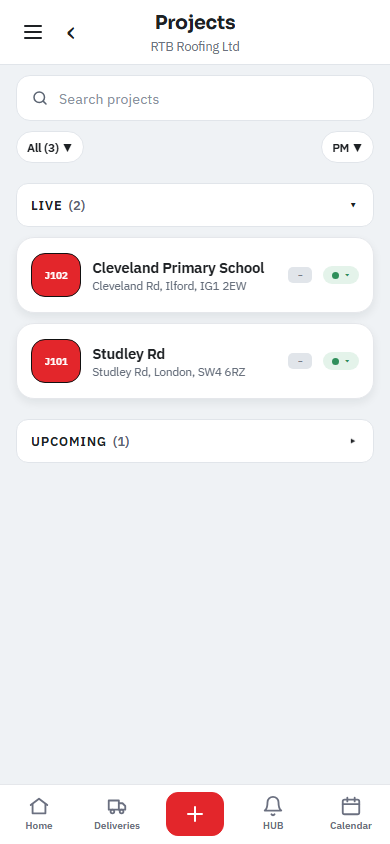 Projects
RTB Roofing Ltd
Search projects
All (3) ▼
PM ▼
LIVE (2) ▾
J102
Cleveland Primary School
Cleveland Rd, Ilford, IG1 2EW
–
J101
Studley Rd
Studley Rd, London, SW4 6RZ
–
UPCOMING (1) ▸
Home
Deliveries
+
HUB
Calendar